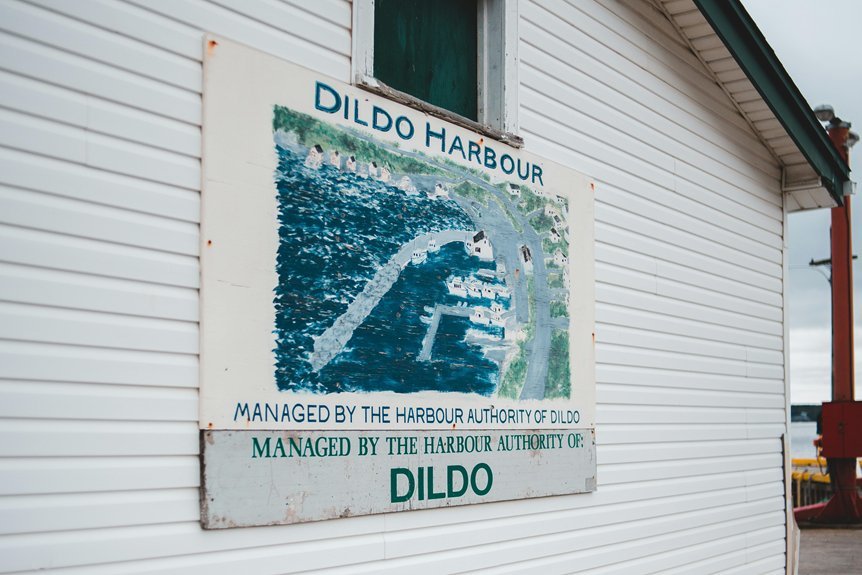 DILDO HARBOUR
MANAGED BY THE HARBOUR AUTHORITY OF DILDO
MANAGED BY THE HARBOUR AUTHORITY OF:
DILDO